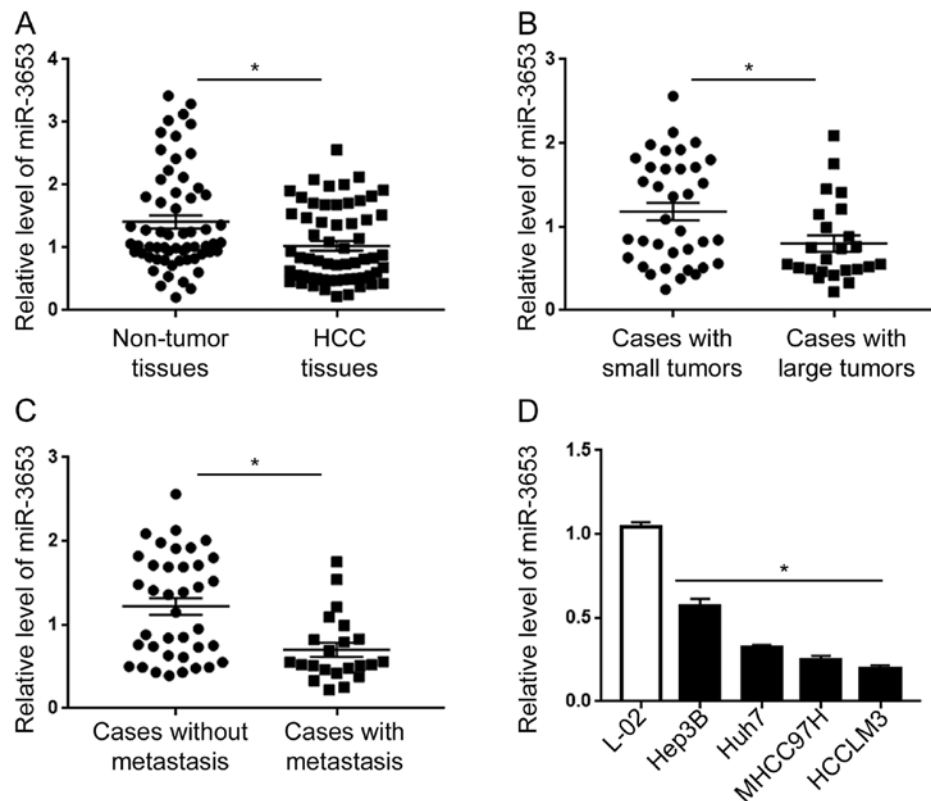 A
Relative level of miR-3653
4
3
2
1
0
*
Non-tumor
tissues
HCC
tissues
B
Relative level of miR-3653
3
2
1
0
*
Cases with
small tumors
Cases with
large tumors
C
Relative level of miR-3653
3
2
1
0
*
Cases without
metastasis
Cases with
metastasis
D
Relative level of miR-3653
1.5
1.0
0.5
0.0
*
L-02
Hep3B
Huh7
MHCC97H
HCCLM3